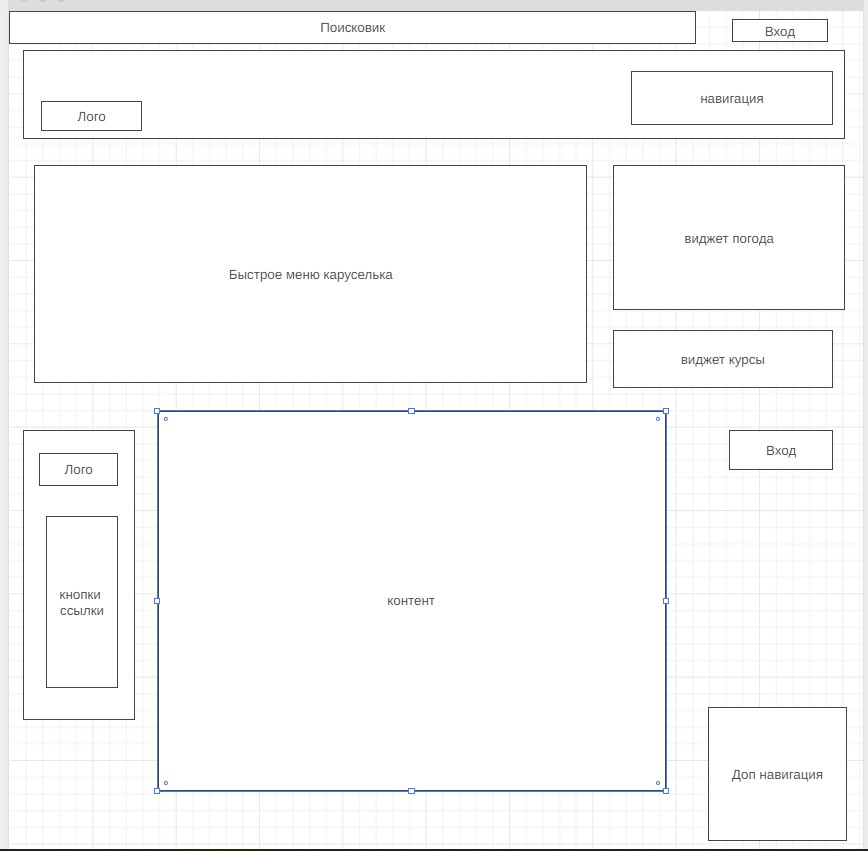 Поисковик
Вход
Лого
навигация
Быстрое меню каруселька
виджет погода
виджет курсы
Лого
кнопки
ссылки
контент
Вход
Доп навигация